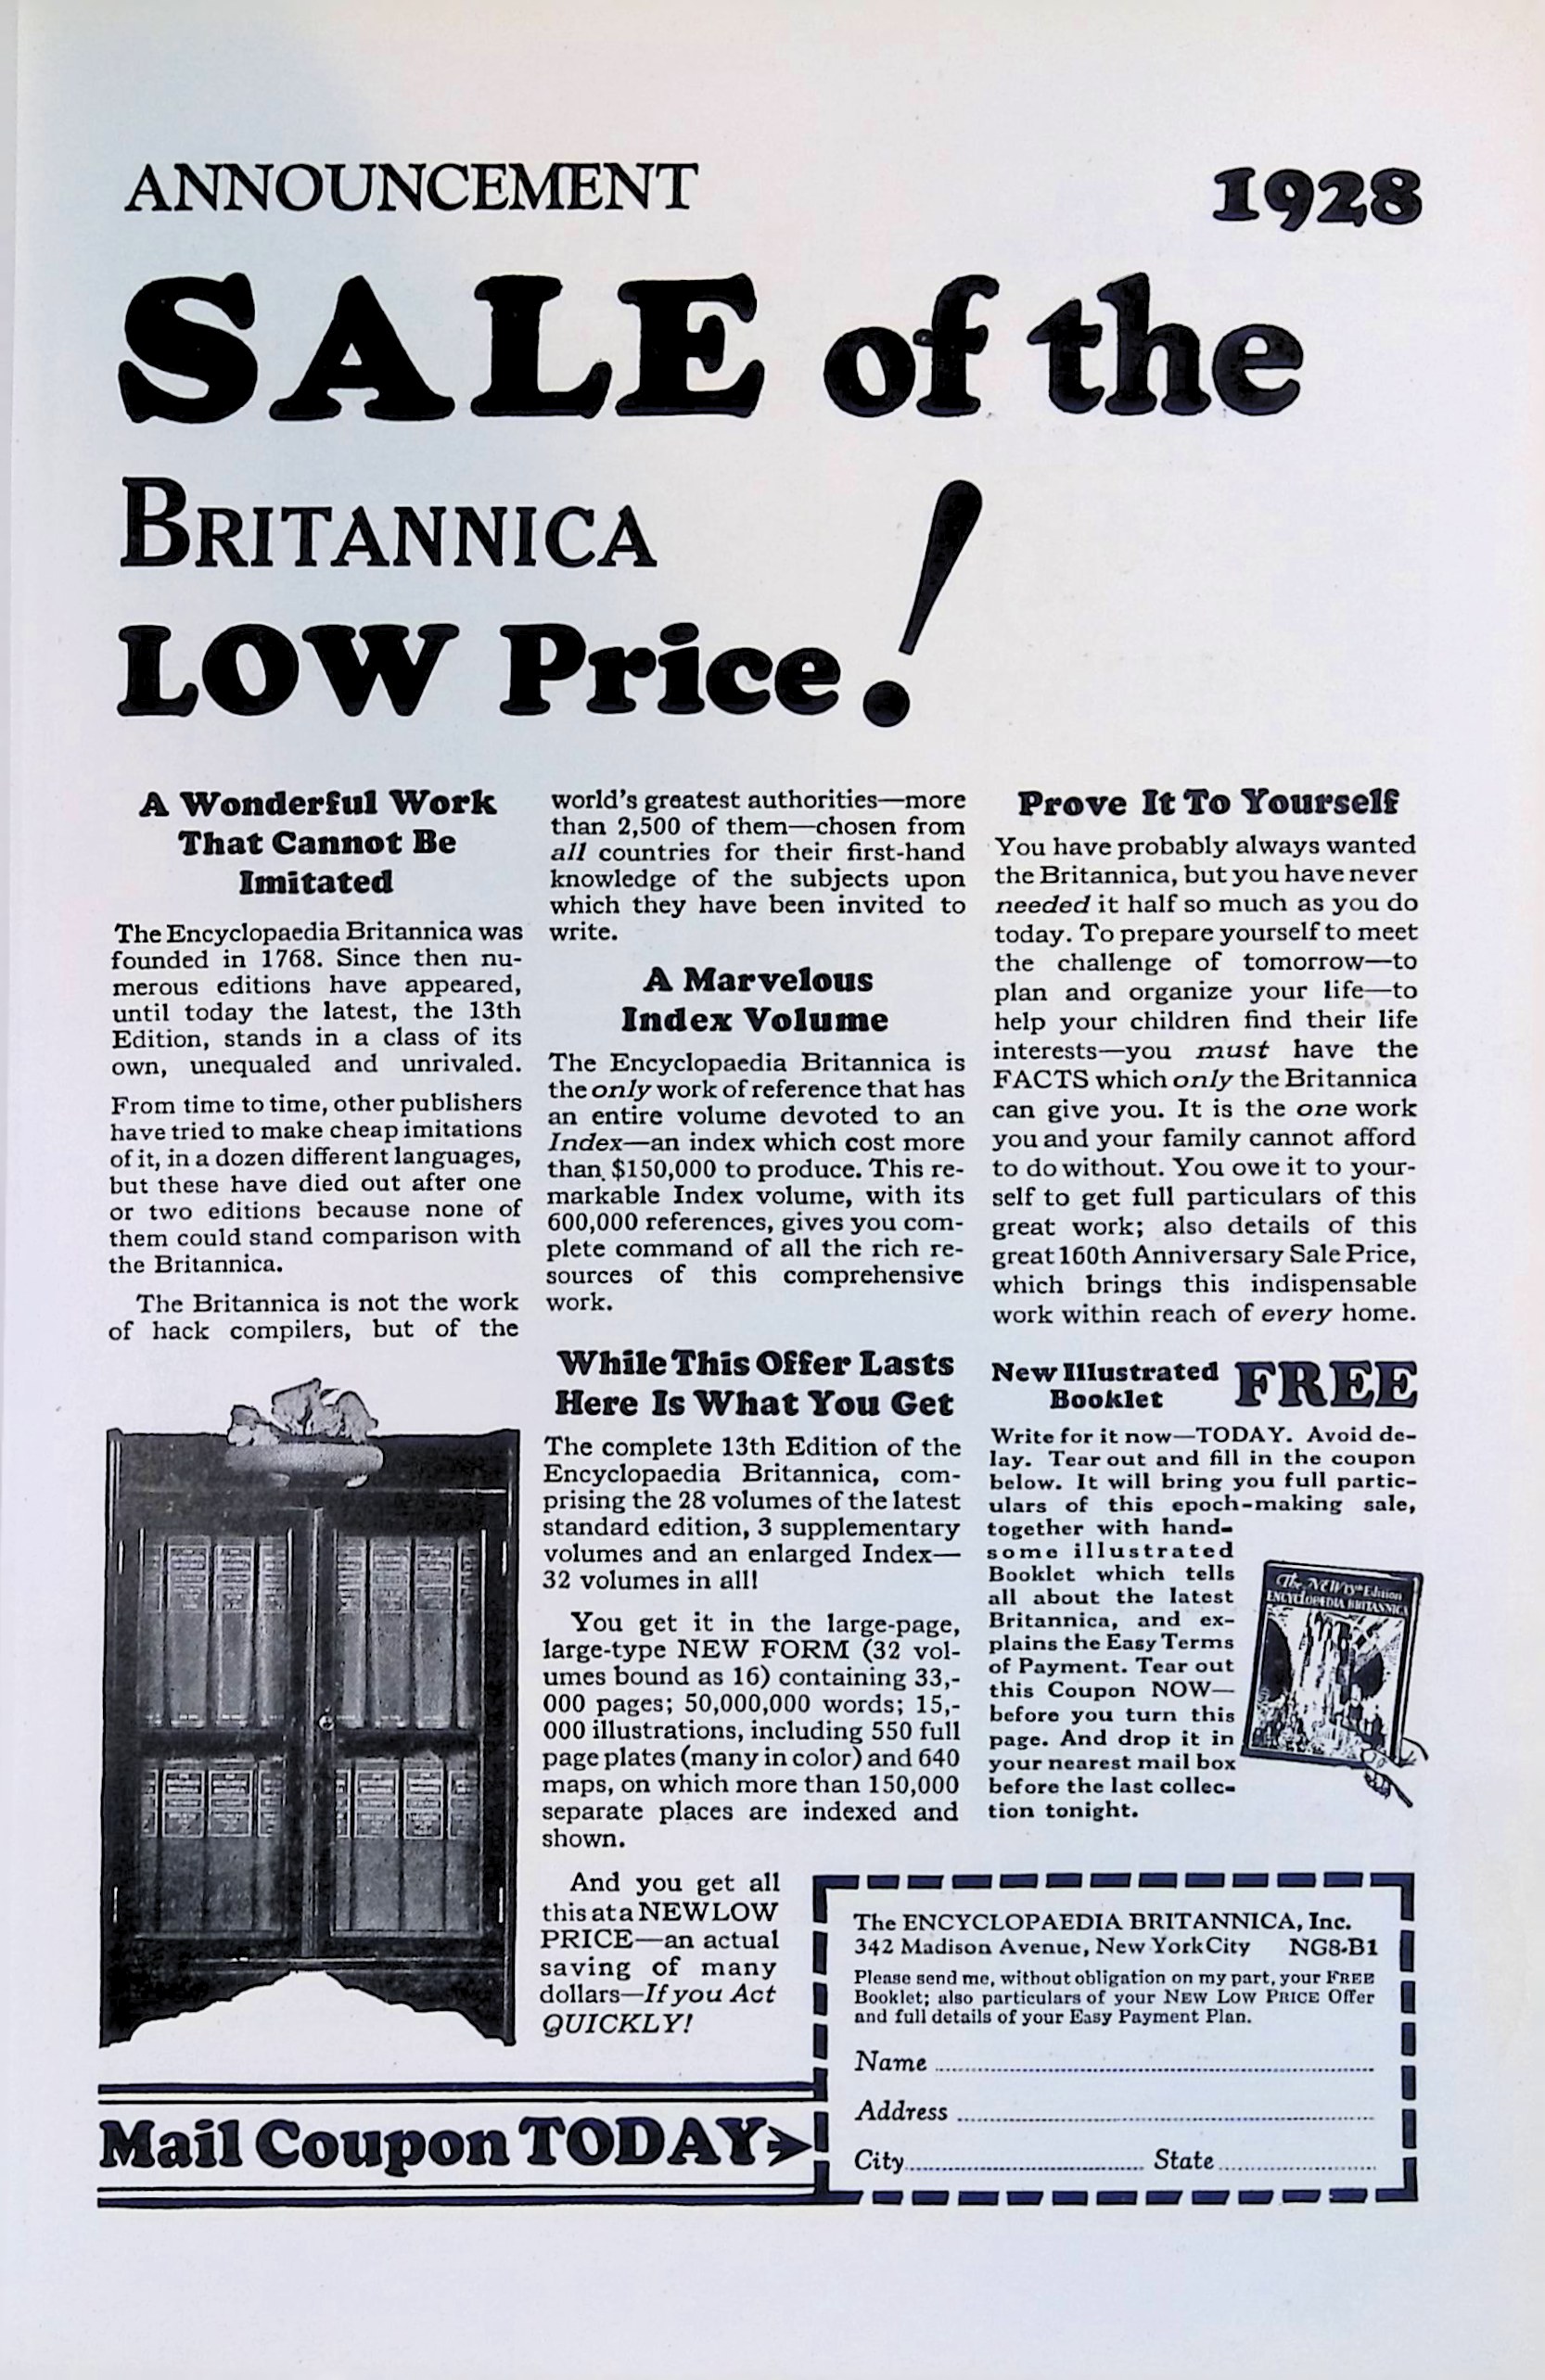 ANNOUNCEMENT 1928
SALE of the
BRITANNICA
LOW Price!
A Wonderful Work
That Cannot Be
Imitated
The Encyclopaedia Britannica was
founded in 1768. Since then nu-
merous editions have appeared,
until today the latest, the 13th
Edition, stands in a class of its
own, unequaled and unrivaled.
From time to time, other publishers
have tried to make cheap imitations
of it, in a dozen different languages,
but these have died out after one
or two editions because none of
them could stand comparison with
the Britannica.
The Britannica is not the work
of hack compilers, but of the
world's greatest authorities—more
than 2,500 of them—chosen from
all countries for their first-hand
knowledge of the subjects upon
which they have been invited to
write.
A Marvelous
Index Volume
The Encyclopaedia Britannica is
the only work of reference that has
an entire volume devoted to an
Index—an index which cost more
than $150,000 to produce. This re-
markable Index volume, with its
600,000 references, gives you com-
plete command of all the rich re-
sources of this comprehensive
work.
While This Offer Lasts
Here Is What You Get
The complete 13th Edition of the
Encyclopaedia Britannica, com-
prising the 28 volumes of the latest
standard edition, 3 supplementary
volumes and an enlarged Index—
32 volumes in all!
You get it in the large-page,
large-type NEW FORM (32 vol-
umes bound as 16) containing 33,-
000 pages; 50,000,000 words; 15,-
000 illustrations, including 550 full
page plates (many in color) and 640
maps, on which more than 150,000
separate places are indexed and
shown.
And you get all
this at a NEW LOW
PRICE—an actual
saving of many
dollars—If you Act
QUICKLY!
Prove It To Yourself
You have probably always wanted
the Britannica, but you have never
needed it half so much as you do
today. To prepare yourself to meet
the challenge of tomorrow—to
plan and organize your life—to
help your children find their life
interests—you must have the
FACTS which only the Britannica
can give you. It is the one work
you and your family cannot afford
to do without. You owe it to your-
self to get full particulars of this
great work; also details of this
great 160th Anniversary Sale Price,
which brings this indispensable
work within reach of every home.
New Illustrated
Booklet FREE
Write for it now—TODAY. Avoid de-
lay. Tear out and fill in the coupon
below. It will bring you full partic-
ulars of this epoch-making sale,
together with hand-
some illustrated
Booklet which tells
all about the latest
Britannica, and ex-
plains the Easy Terms
of Payment. Tear out
this Coupon NOW—
before you turn this
page. And drop it in
your nearest mail box
before the last collec-
tion tonight.
The NEW 13th Edition
ENCYCLOPEDIA BRITANNICA
Mail Coupon TODAY
The ENCYCLOPAEDIA BRITANNICA, Inc.
342 Madison Avenue, New York City NG8-B1
Please send me, without obligation on my part, your FREE
Booklet; also particulars of your NEW LOW PRICE Offer
and full details of your Easy Payment Plan.
Name
Address
City State